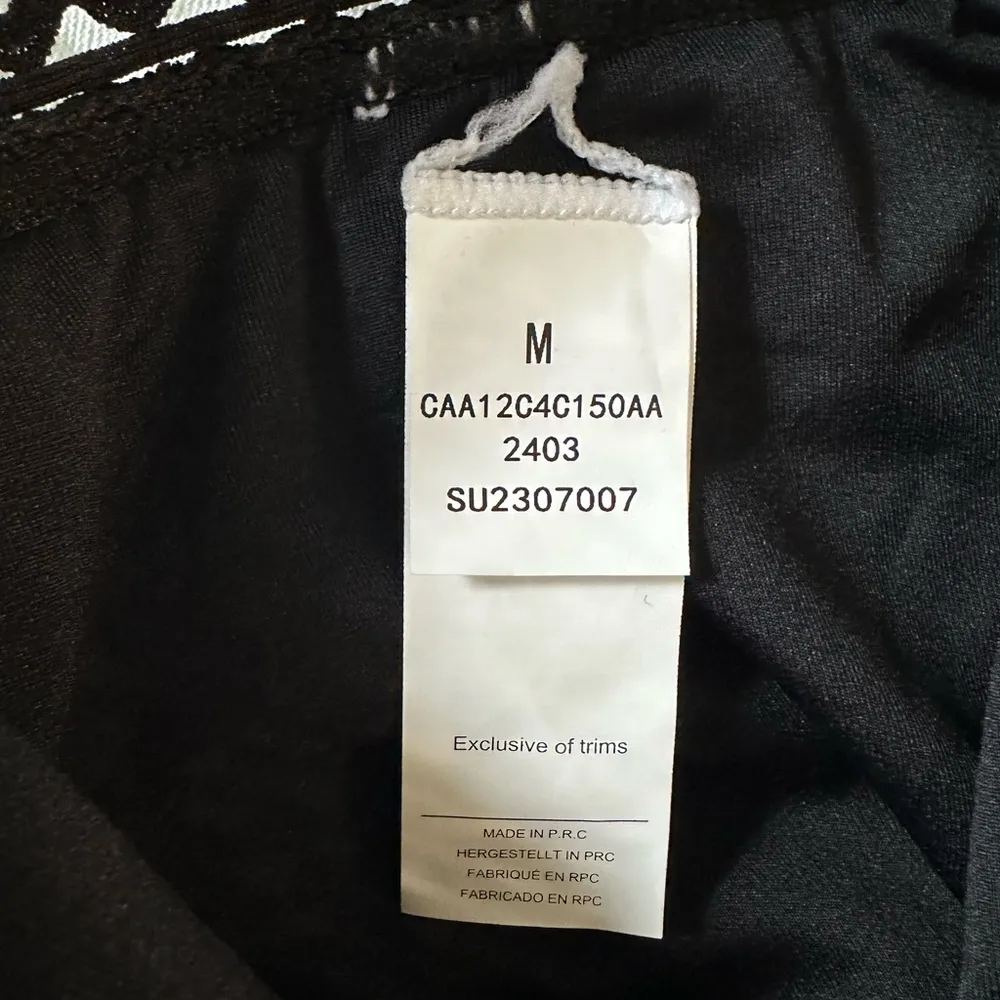 M
CAA12C4C150AA
2403
SU2307007
Exclusive of trims
MADE IN P.R.C
HERGESTELLT IN PRC
FABRIQUÉ EN RPC
FABRICADO EN RPC